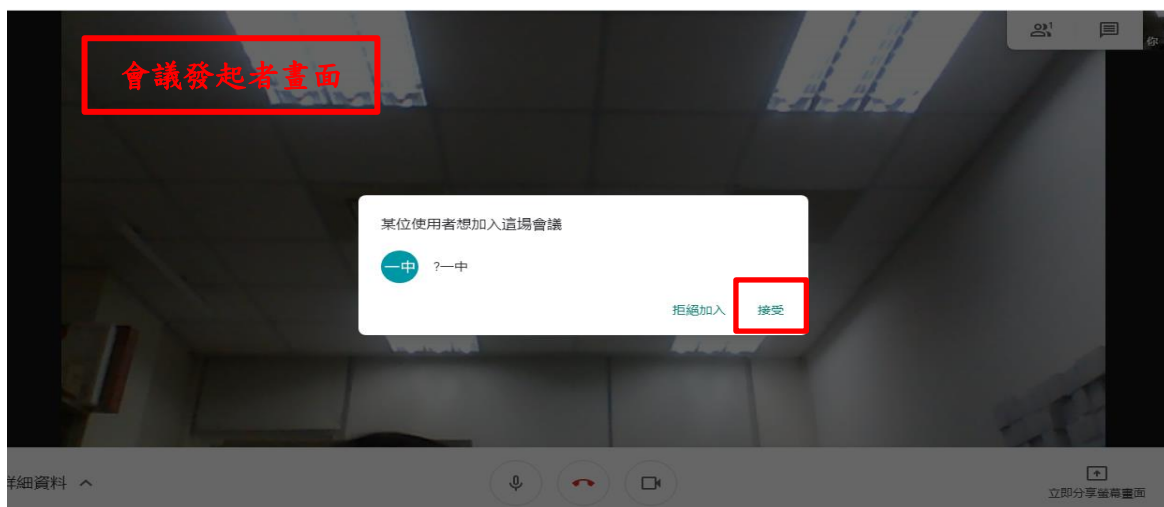 會議發起者畫面
1
你
某位使用者想加入這場會議
一中
?一中
拒絕加入
接受
詳細資料
立即分享螢幕畫面